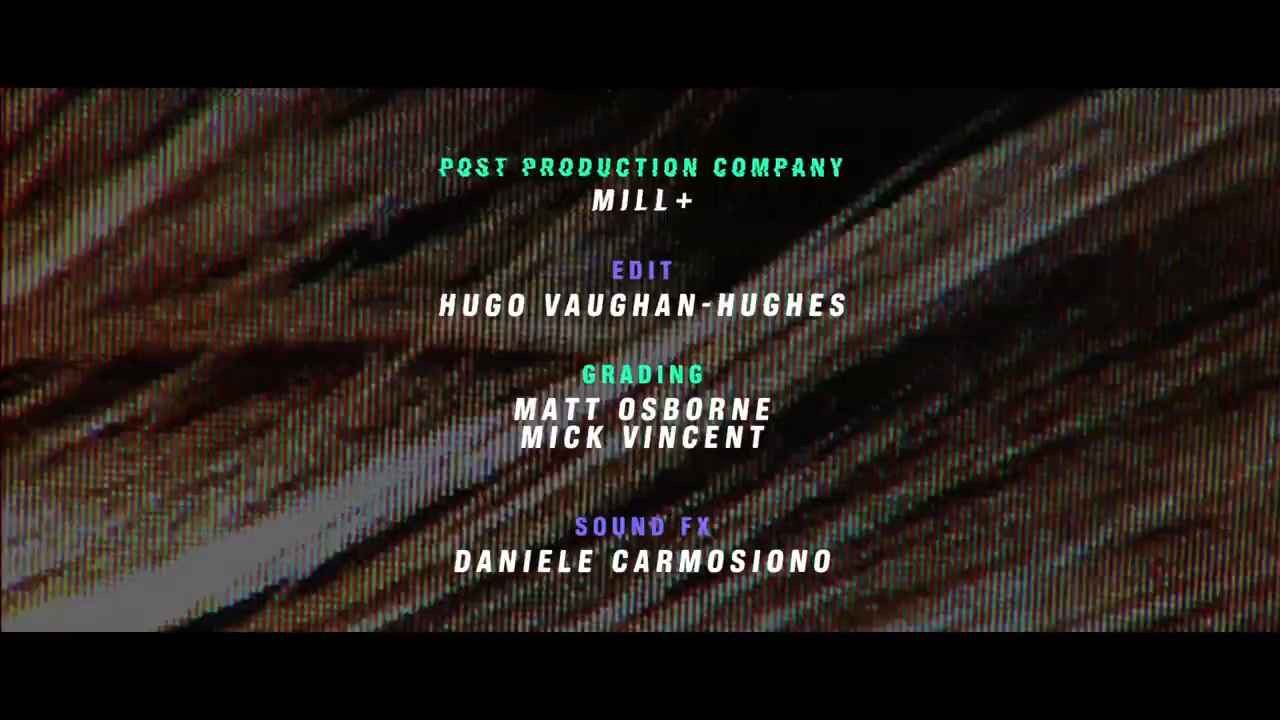 POST PRODUCTION COMPANY
MILL+
EDIT
HUGO VAUGHAN-HUGHES
GRADING
MATT OSBORNE
MICK VINCENT
SOUND FX
DANIELE CARMOSIONO